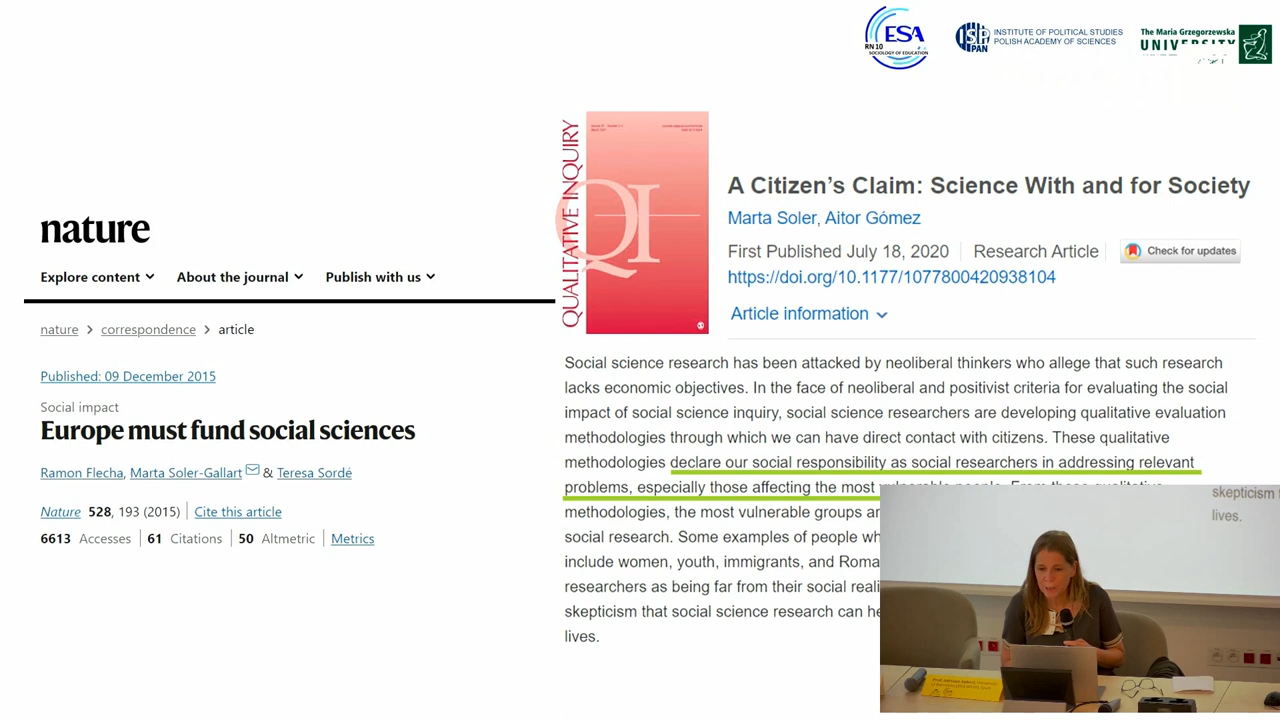 ESA
RN 10
SOCIOLOGY OF EDUCATION
ISP
PAN
INSTITUTE OF POLITICAL STUDIES
POLISH ACADEMY OF SCIENCES
The Maria Grzegorzewska
UNIVERSITY
nature
Explore content
About the journal
Publish with us
nature > correspondence > article
Published: 09 December 2015
Social impact
Europe must fund social sciences
Ramon Flecha, Marta Soler-Gallart & Teresa Sordé
Nature 528, 193 (2015) Cite this article
6613 Accesses 61 Citations 50 Altmetric Metrics
QUALITATIVE INQUIRY
QI
A Citizen's Claim: Science With and for Society
Marta Soler, Aitor Gómez
First Published July 18, 2020 Research Article Check for updates
https://doi.org/10.1177/1077800420938104
Article information
Social science research has been attacked by neoliberal thinkers who allege that such research
lacks economic objectives. In the face of neoliberal and positivist criteria for evaluating the social
impact of social science inquiry, social science researchers are developing qualitative evaluation
methodologies through which we can have direct contact with citizens. These qualitative
methodologies declare our social responsibility as social researchers in addressing relevant
problems, especially those affecting the most vulnerable people. From these qualitative
methodologies, the most vulnerable groups ar
social research. Some examples of people wh
include women, youth, immigrants, and Roma
researchers as being far from their social reali
skepticism that social science research can he
lives.
skepticism
lives.